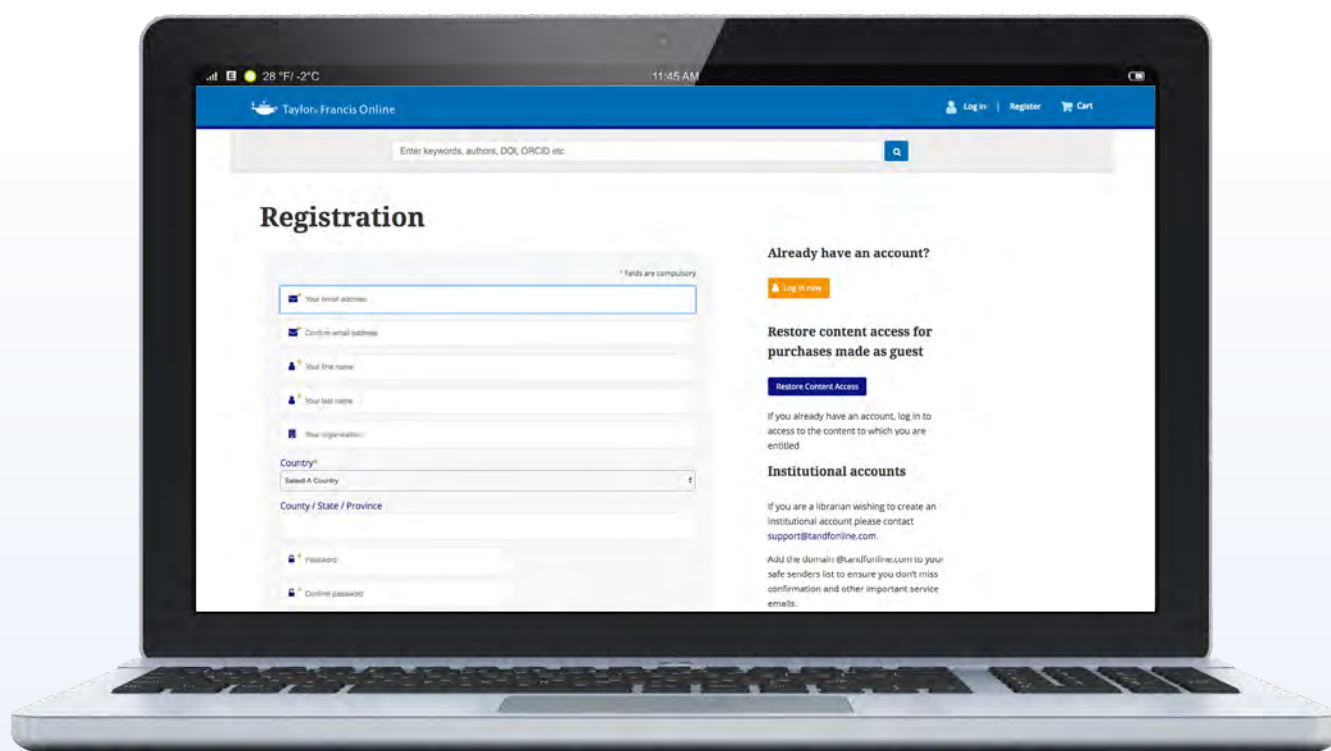 28 °F/ -2°C
11:45 AM
Taylor & Francis Online
Log in | Register Cart
Enter keywords, authors, DOI, ORCID etc
Registration
* fields are compulsory
Your email address
Confirm email address
Your first name
Your last name
Your organisation
Country*
Select A Country
County / State / Province
* Password
* Confirm password
Already have an account?
Log in now
Restore content access for
purchases made as guest
Restore Content Access
If you already have an account, log in to
access to the content to which you are
entitled
Institutional accounts
If you are a librarian wishing to create an
institutional account please contact
support@tandfonline.com.
Add the domain @tandfonline.com to your
safe senders list to ensure you don't miss
confirmation and other important service
emails.